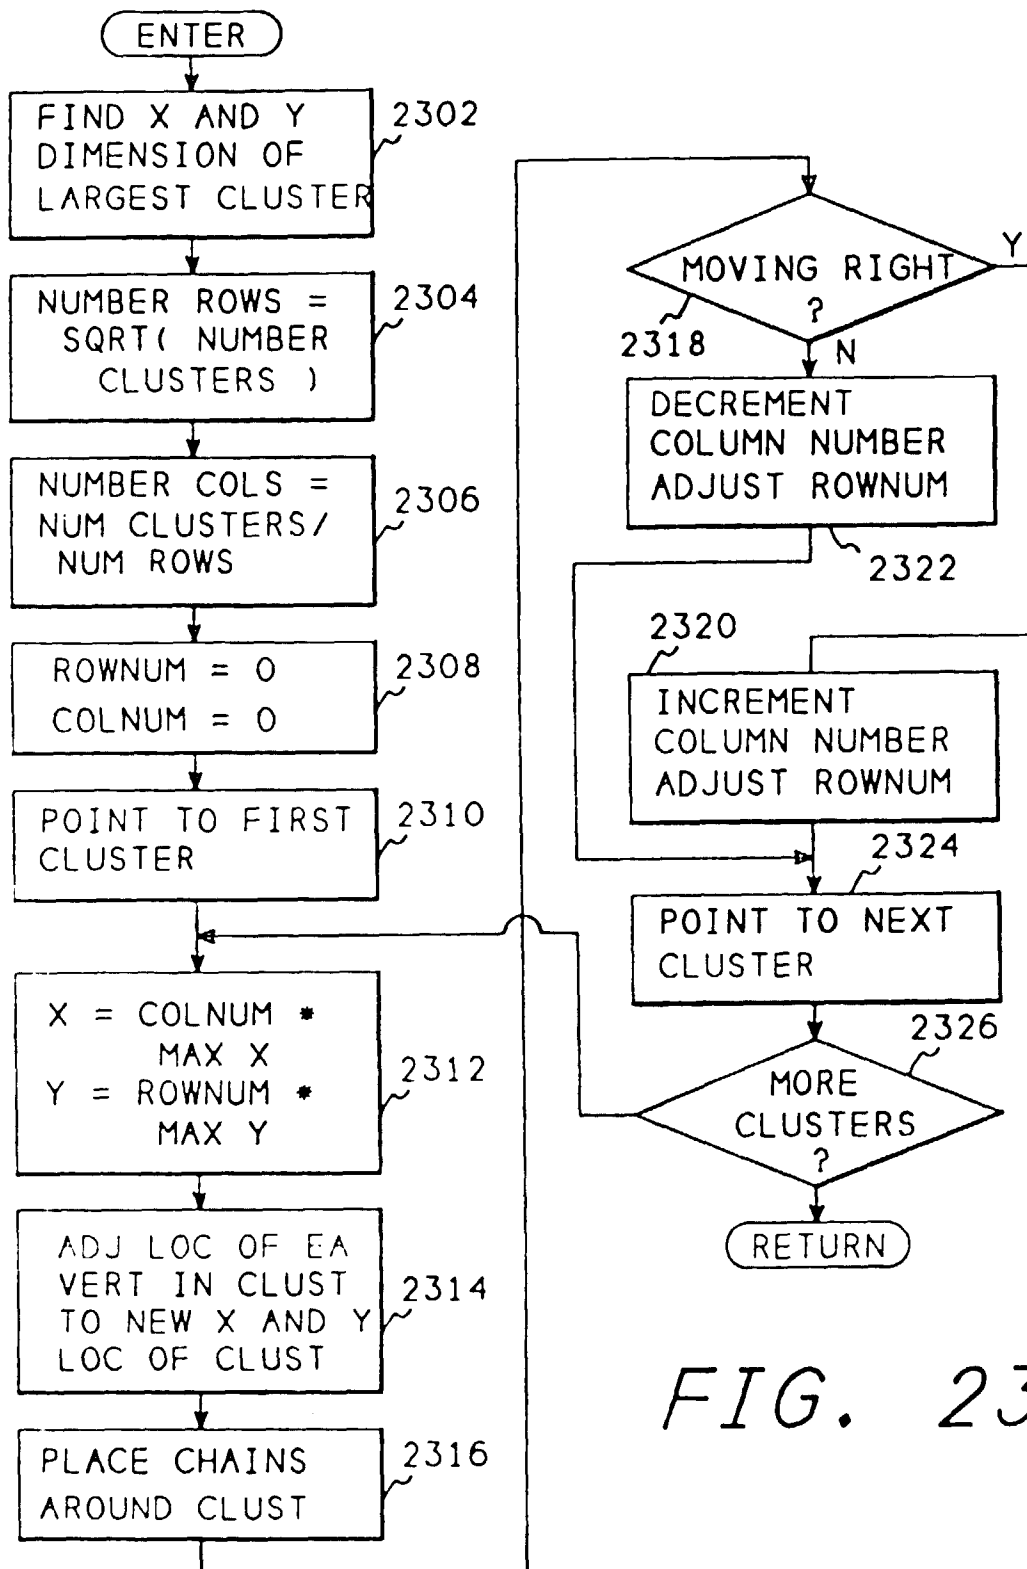 ENTER
FIND X AND Y
DIMENSION OF
LARGEST CLUSTER
2302
NUMBER ROWS =
SQRT( NUMBER
CLUSTERS )
2304
NUMBER COLS =
NUM CLUSTERS/
NUM ROWS
2306
ROWNUM = 0
COLNUM = 0
2308
POINT TO FIRST
CLUSTER
2310
X = COLNUM *
MAX X
Y = ROWNUM *
MAX Y
2312
ADJ LOC OF EA
VERT IN CLUST
TO NEW X AND Y
LOC OF CLUST
2314
PLACE CHAINS
AROUND CLUST
2316
MOVING RIGHT
?
2318
Y
N
DECREMENT
COLUMN NUMBER
ADJUST ROWNUM
2322
2320
INCREMENT
COLUMN NUMBER
ADJUST ROWNUM
2324
POINT TO NEXT
CLUSTER
2326
MORE
CLUSTERS
?
RETURN
FIG. 23